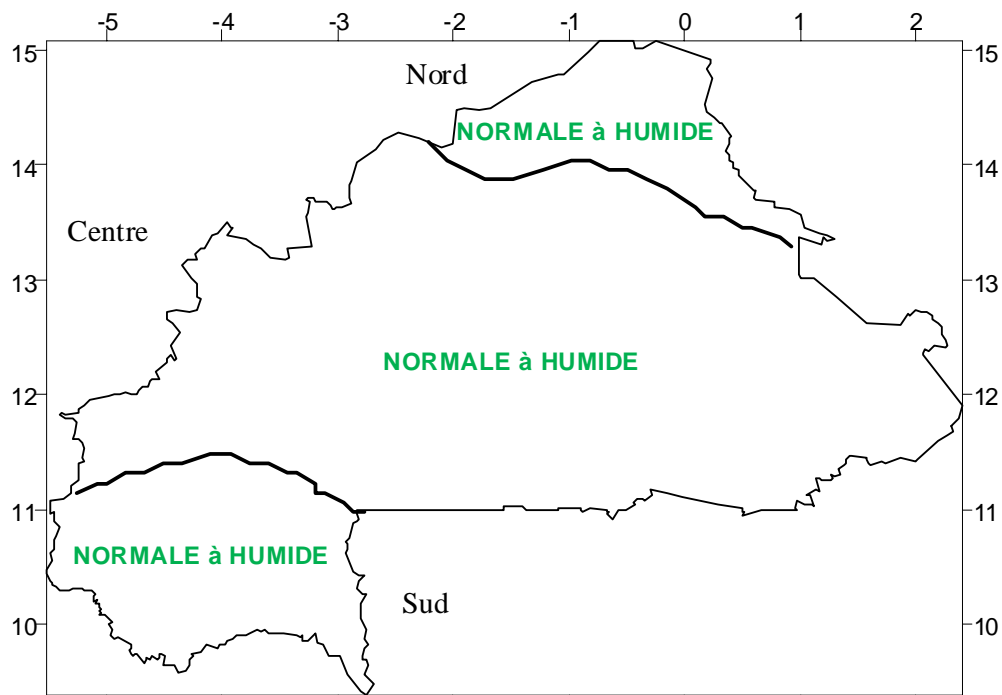 -5 -4 -3 -2 -1 0 1 2
15 15
Nord
NORMALE à HUMIDE
14 14
Centre
13 13
NORMALE à HUMIDE
12 12
11 11
NORMALE à HUMIDE
Sud
10 10